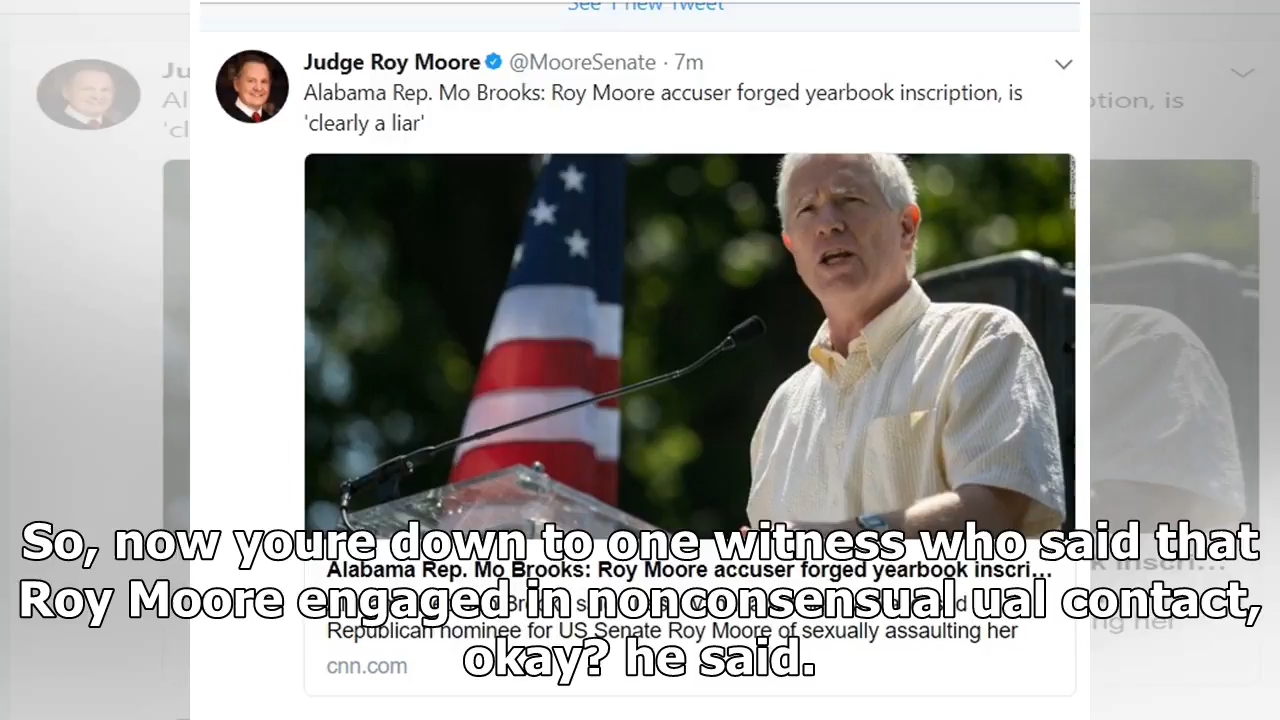 See 1 new Tweet
Judge Roy Moore @MooreSenate · 7m
Alabama Rep. Mo Brooks: Roy Moore accuser forged yearbook inscription, is
'clearly a liar'
Alabama Rep. Mo Brooks: Roy Moore accuser forged yearbook inscri...
Republican nominee for US Senate Roy Moore of sexually assaulting her
cnn.com
So, now youre down to one witness who said that
Roy Moore engaged in nonconsensual ual contact,
okay? he said.